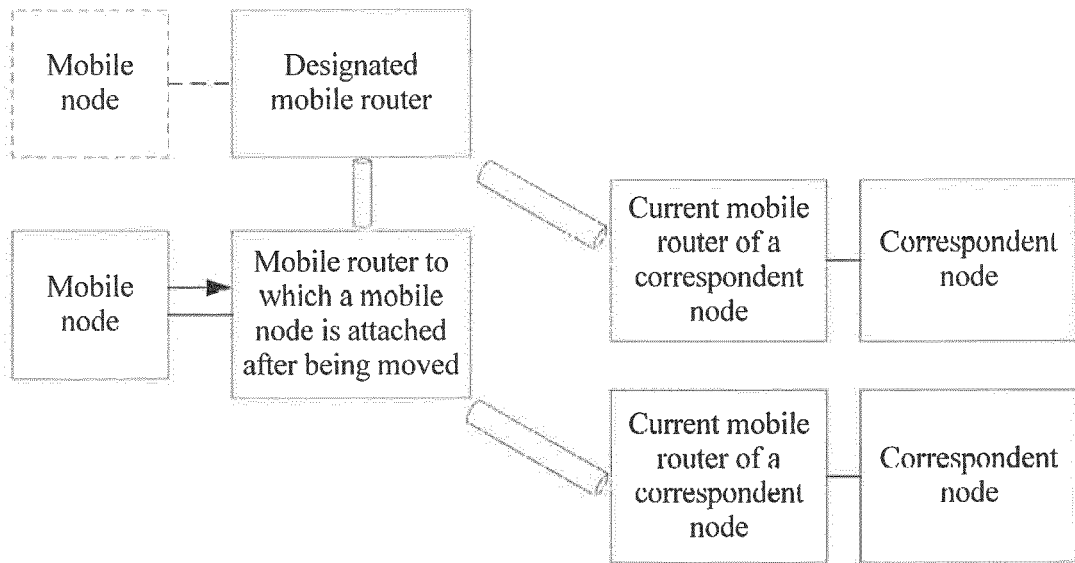 Mobile
node
Designated
mobile router
Mobile
node
Mobile router to
which a mobile
node is attached
after being moved
Current mobile
router of a
correspondent
node
Correspondent
node
Current mobile
router of a
correspondent
node
Correspondent
node